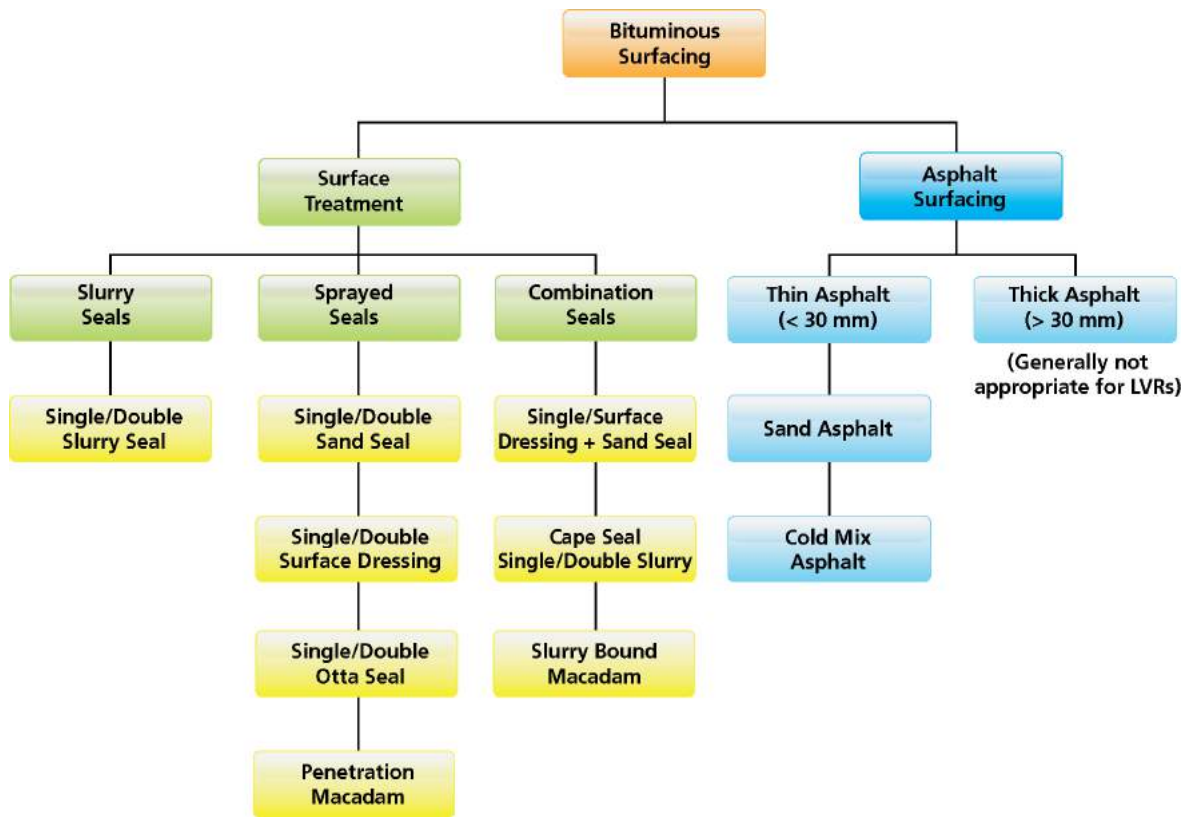 Bituminous
Surfacing
Surface
Treatment
Asphalt
Surfacing
Slurry
Seals
Sprayed
Seals
Combination
Seals
Thin Asphalt
(< 30 mm)
Thick Asphalt
(> 30 mm)
(Generally not
appropriate for LVRs)
Single/Double
Slurry Seal
Single/Double
Sand Seal
Single/Surface
Dressing + Sand Seal
Sand Asphalt
Single/Double
Surface Dressing
Cape Seal
Single/Double Slurry
Cold Mix
Asphalt
Single/Double
Otta Seal
Slurry Bound
Macadam
Penetration
Macadam